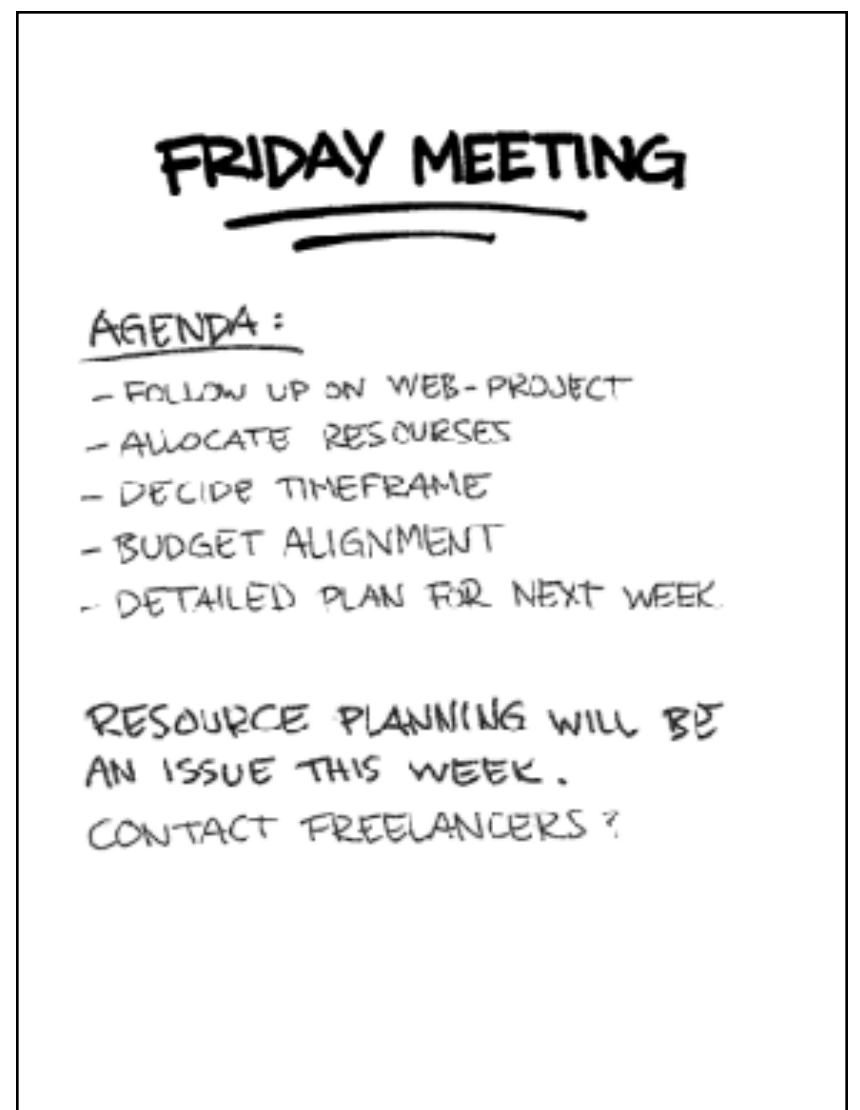 FRIDAY MEETING
AGENDA:
- FOLLOW UP ON WEB-PROJECT
- ALLOCATE RESOURSES
- DECIDE TIMEFRAME
- BUDGET ALIGNMENT
- DETAILED PLAN FOR NEXT WEEK
RESOURCE PLANNING WILL BE
AN ISSUE THIS WEEK.
CONTACT FREELANCERS?